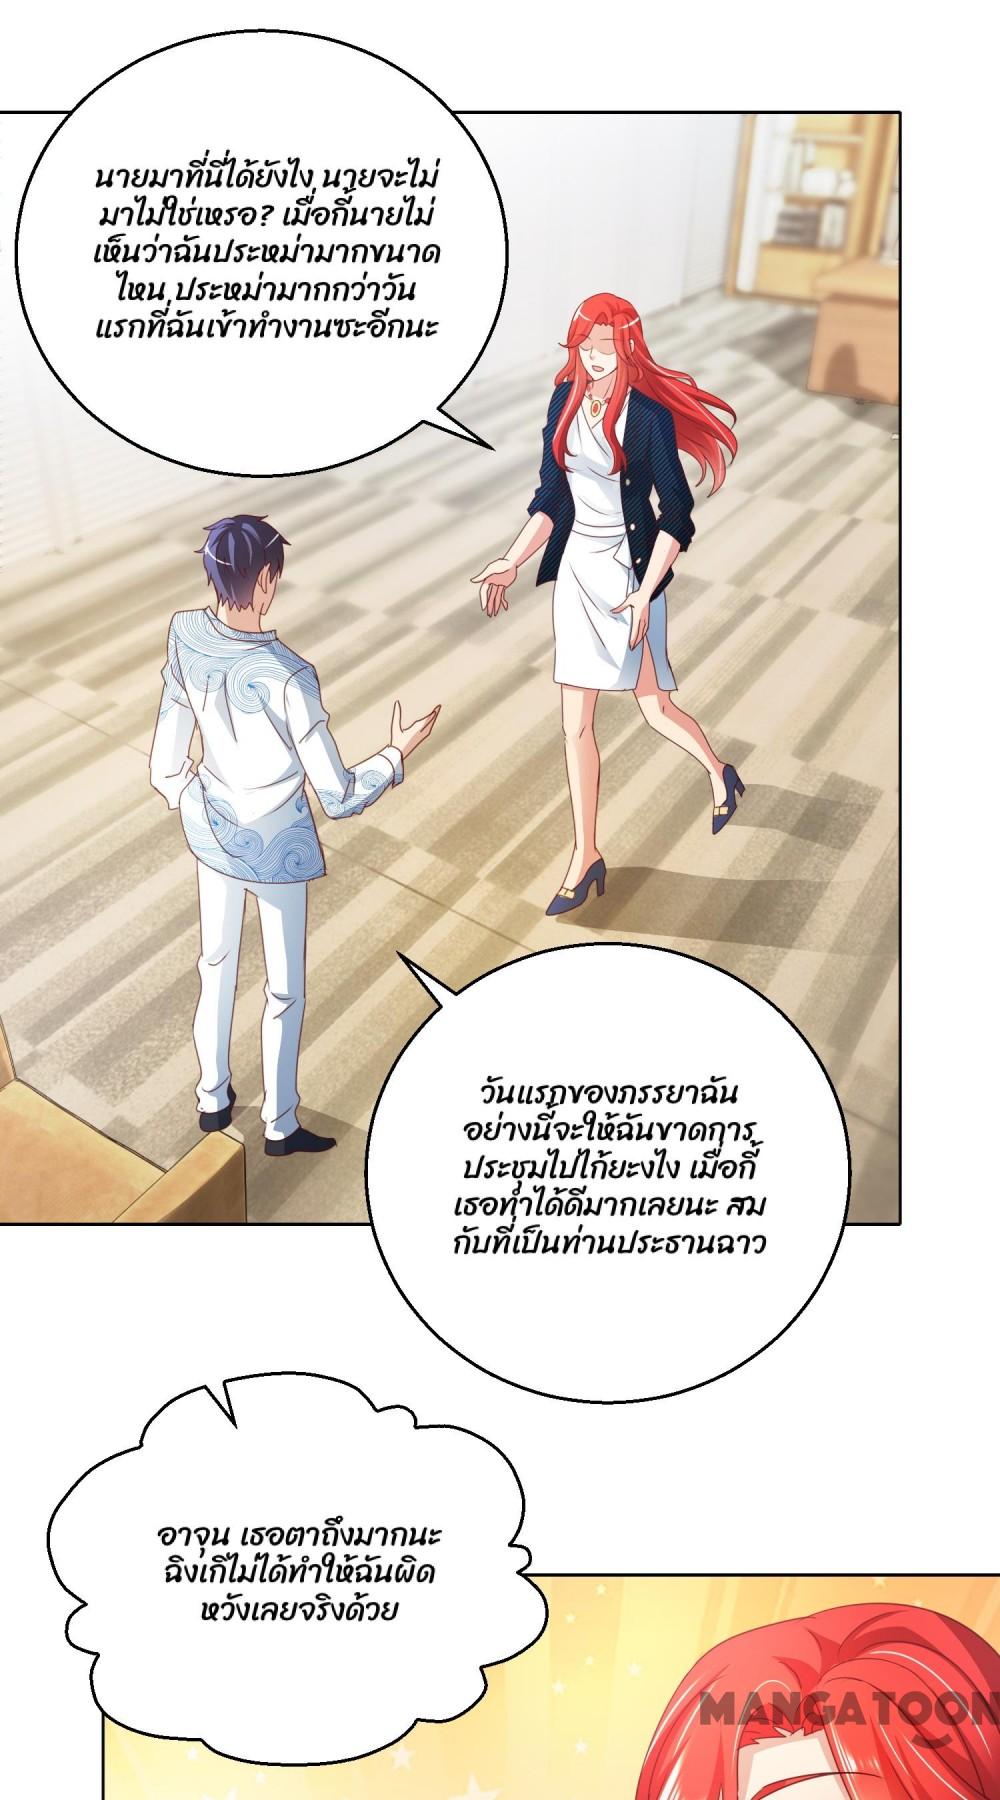 นายมาที่นี่ได้ยังไง นายจะไม่
มาไม่ใช่เหรอ? เมื่อกี้นายไม่
เห็นว่าฉันประหม่ามากขนาด
ไหน ประหม่ามากกว่าวัน
แรกที่ฉันเข้าทำงานซะอีกนะ
วันแรกของภรรยาฉัน
อย่างนี้จะให้ฉันขาดการ
ประชุมไปไก้ยะงไง เมื่อกี้
เธอทำได้ดีมากเลยนะ สม
กับที่เป็นท่านประธานฉาว
อาจุน เธอตาถึงมากนะ
ฉิงเกิไม่ได้ทำให้ฉันผิด
หวังเลยจริงด้วย
MANGATOON